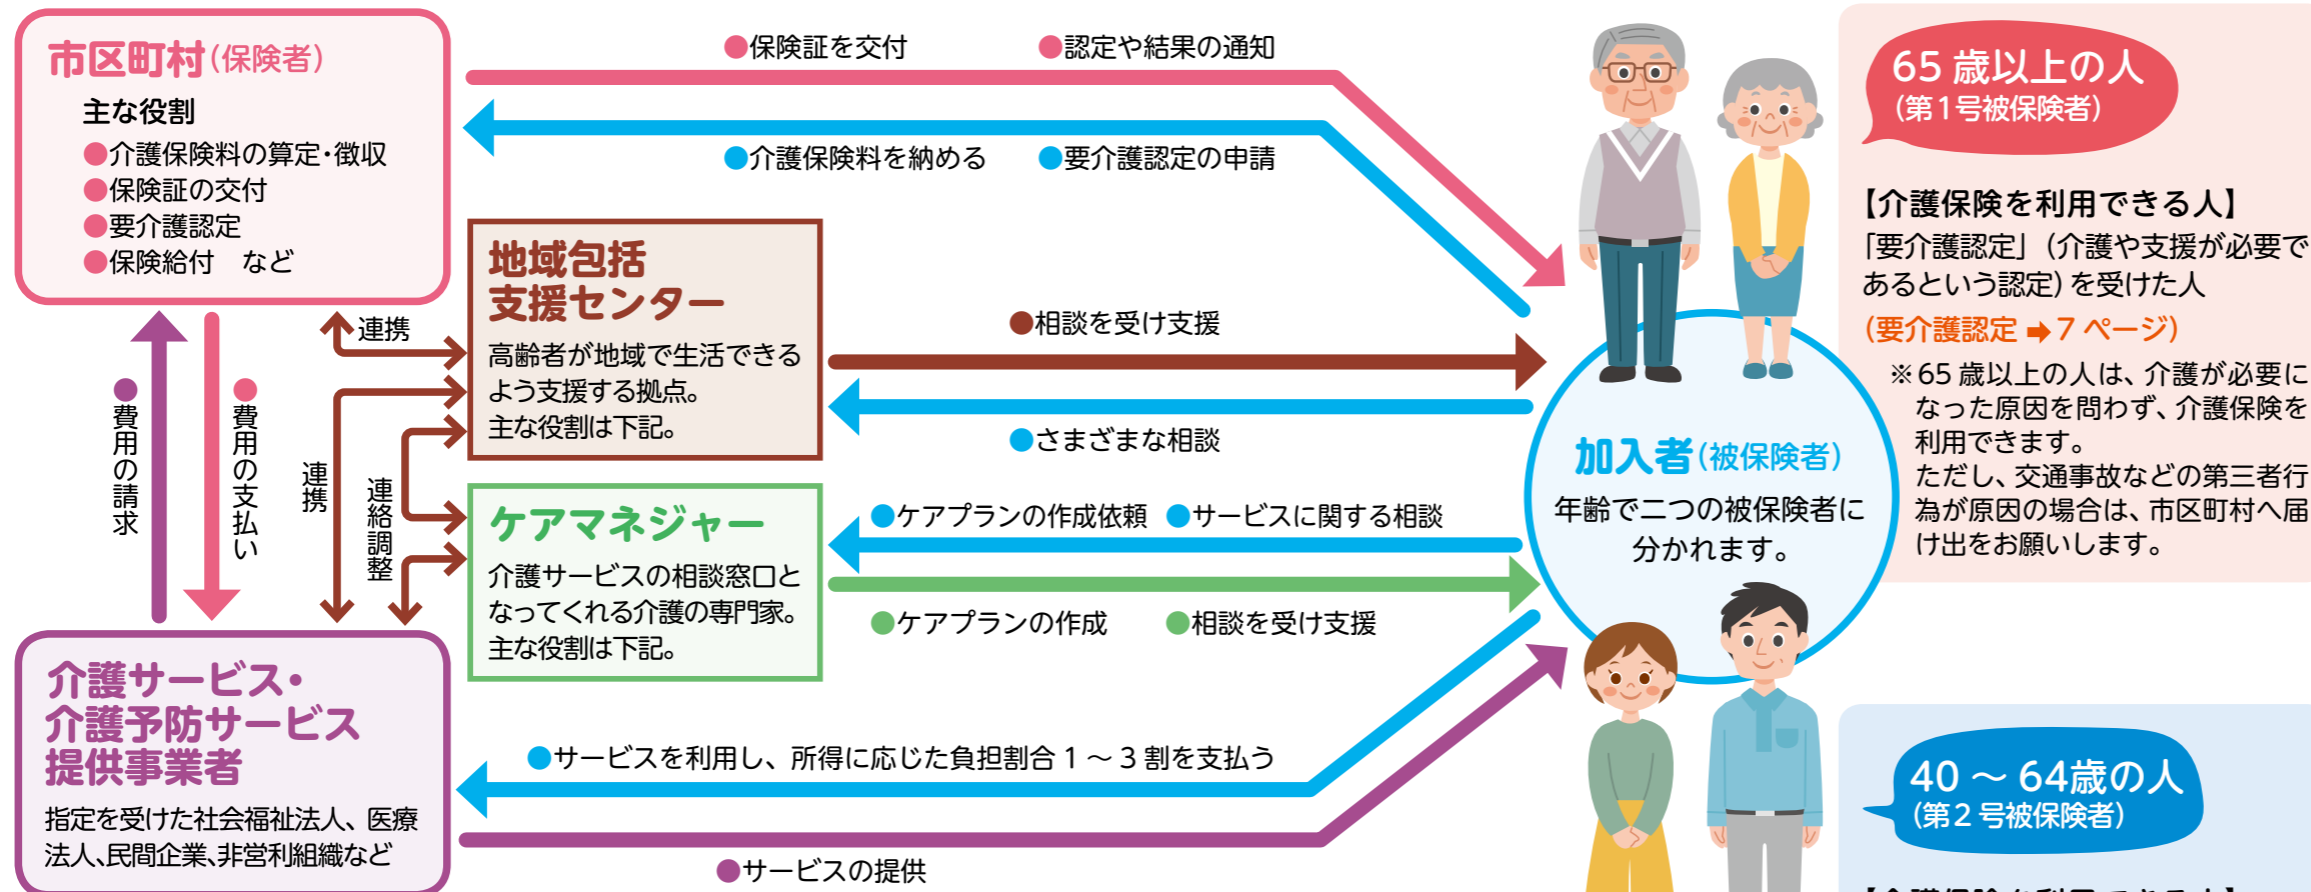 市区町村(保険者)
主な役割
●介護保険料の算定・徴収
●保険証の交付
●要介護認定
●保険給付　など
●保険証を交付
●認定や結果の通知
●介護保険料を納める
●要介護認定の申請
地域包括
支援センター
高齢者が地域で生活できる
よう支援する拠点。
主な役割は下記。
●相談を受け支援
●さまざまな相談
連携
●費用の請求
●費用の支払い
連携
連絡調整
ケアマネジャー
介護サービスの相談窓口と
なってくれる介護の専門家。
主な役割は下記。
●ケアプランの作成依頼
●サービスに関する相談
●ケアプランの作成
●相談を受け支援
介護サービス・
介護予防サービス
提供事業者
指定を受けた社会福祉法人、医療
法人、民間企業、非営利組織など
●サービスを利用し、所得に応じた負担割合1～3割を支払う
●サービスの提供
加入者(被保険者)
年齢で二つの被保険者に
分かれます。
65歳以上の人
(第1号被保険者)
【介護保険を利用できる人】
「要介護認定」(介護や支援が必要で
あるという認定)を受けた人
(要介護認定➡7ページ)
※65歳以上の人は、介護が必要に
なった原因を問わず、介護保険を
利用できます。
ただし、交通事故などの第三者行
為が原因の場合は、市区町村へ届
け出をお願いします。
40～64歳の人
(第2号被保険者)